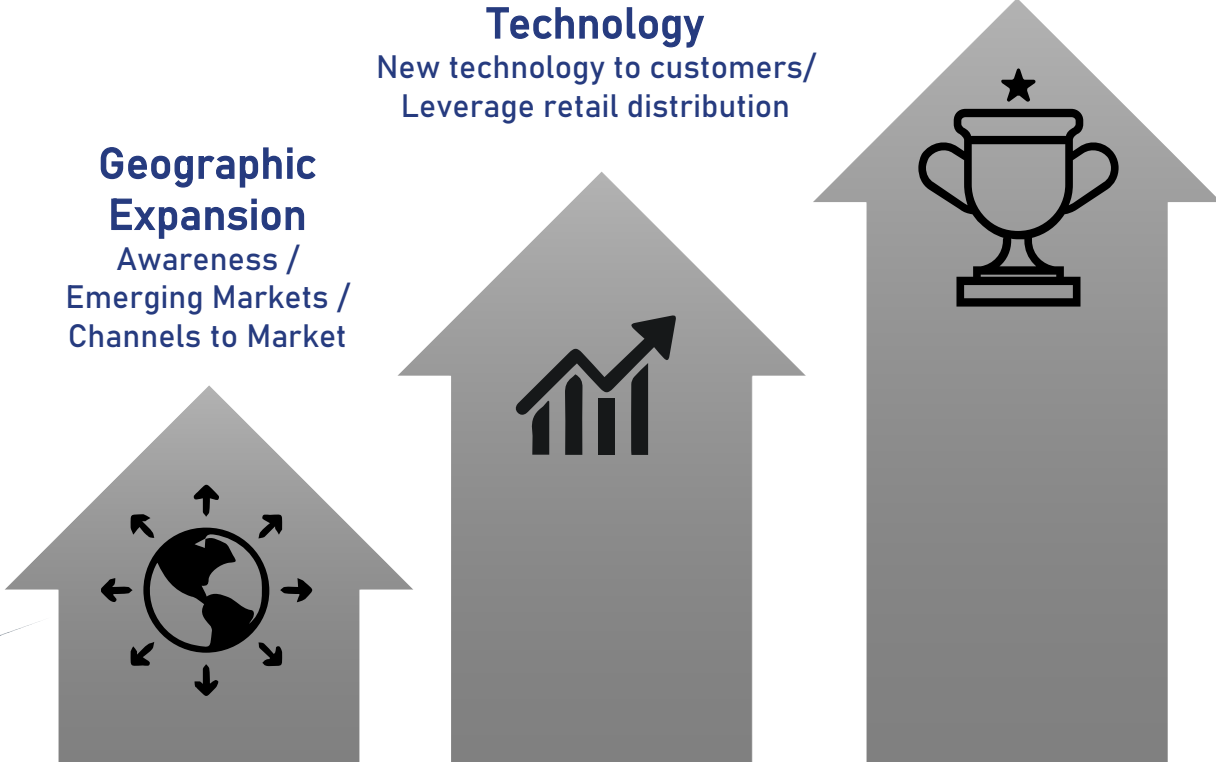 Technology
New technology to customers/
Leverage retail distribution
Geographic
Expansion
Awareness /
Emerging Markets /
Channels to Market